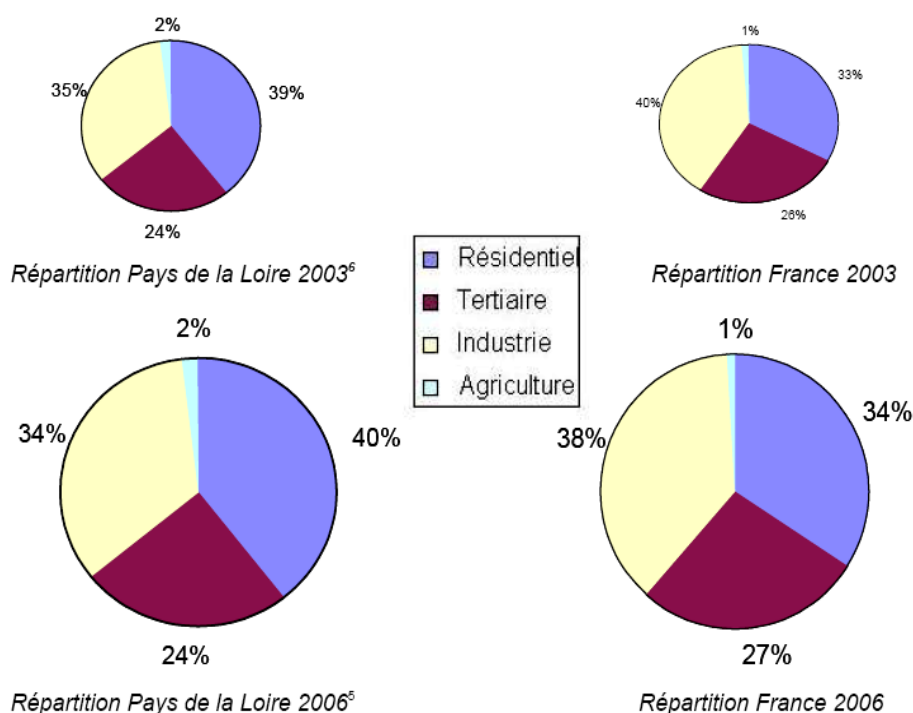 2%
35%
39%
24%
Répartition Pays de la Loire 2003⁶
1%
33%
40%
26%
Répartition France 2003
Résidentiel
Tertiaire
Industrie
Agriculture
2%
34%
40%
24%
Répartition Pays de la Loire 2006⁵
1%
34%
38%
27%
Répartition France 2006